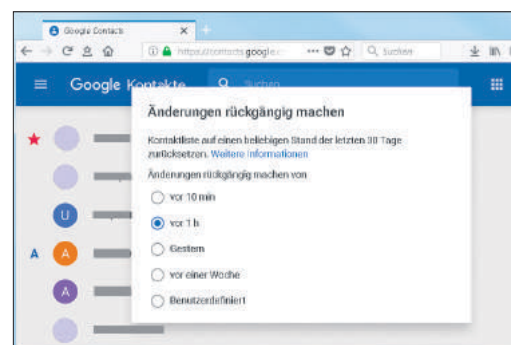 Google Contacts
https://contacts.google.
Suchen
Google Kontakte
Suchen
Änderungen rückgängig machen
Kontaktliste auf einen beliebigen Stand der letzten 30 Tage
zurücksetzen. Weitere Informationen
Änderungen rückgängig machen von
vor 10 min
vor 1 h
Gestern
U
vor einer Woche
A A
Benutzerdefiniert
A